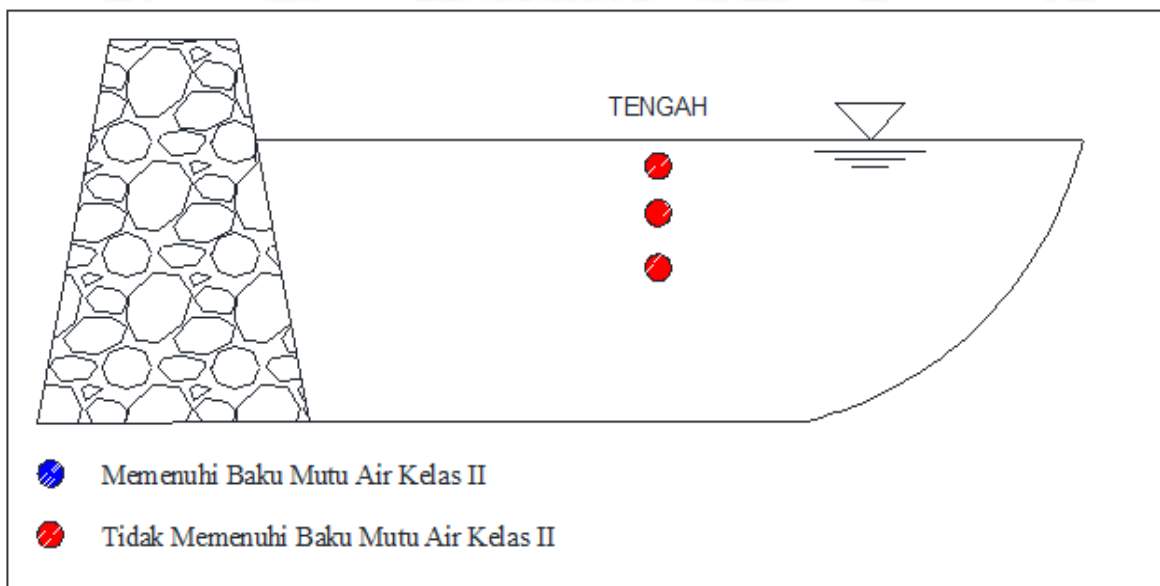 TENGAH
Memenuhi Baku Mutu Air Kelas II
Tidak Memenuhi Baku Mutu Air Kelas II